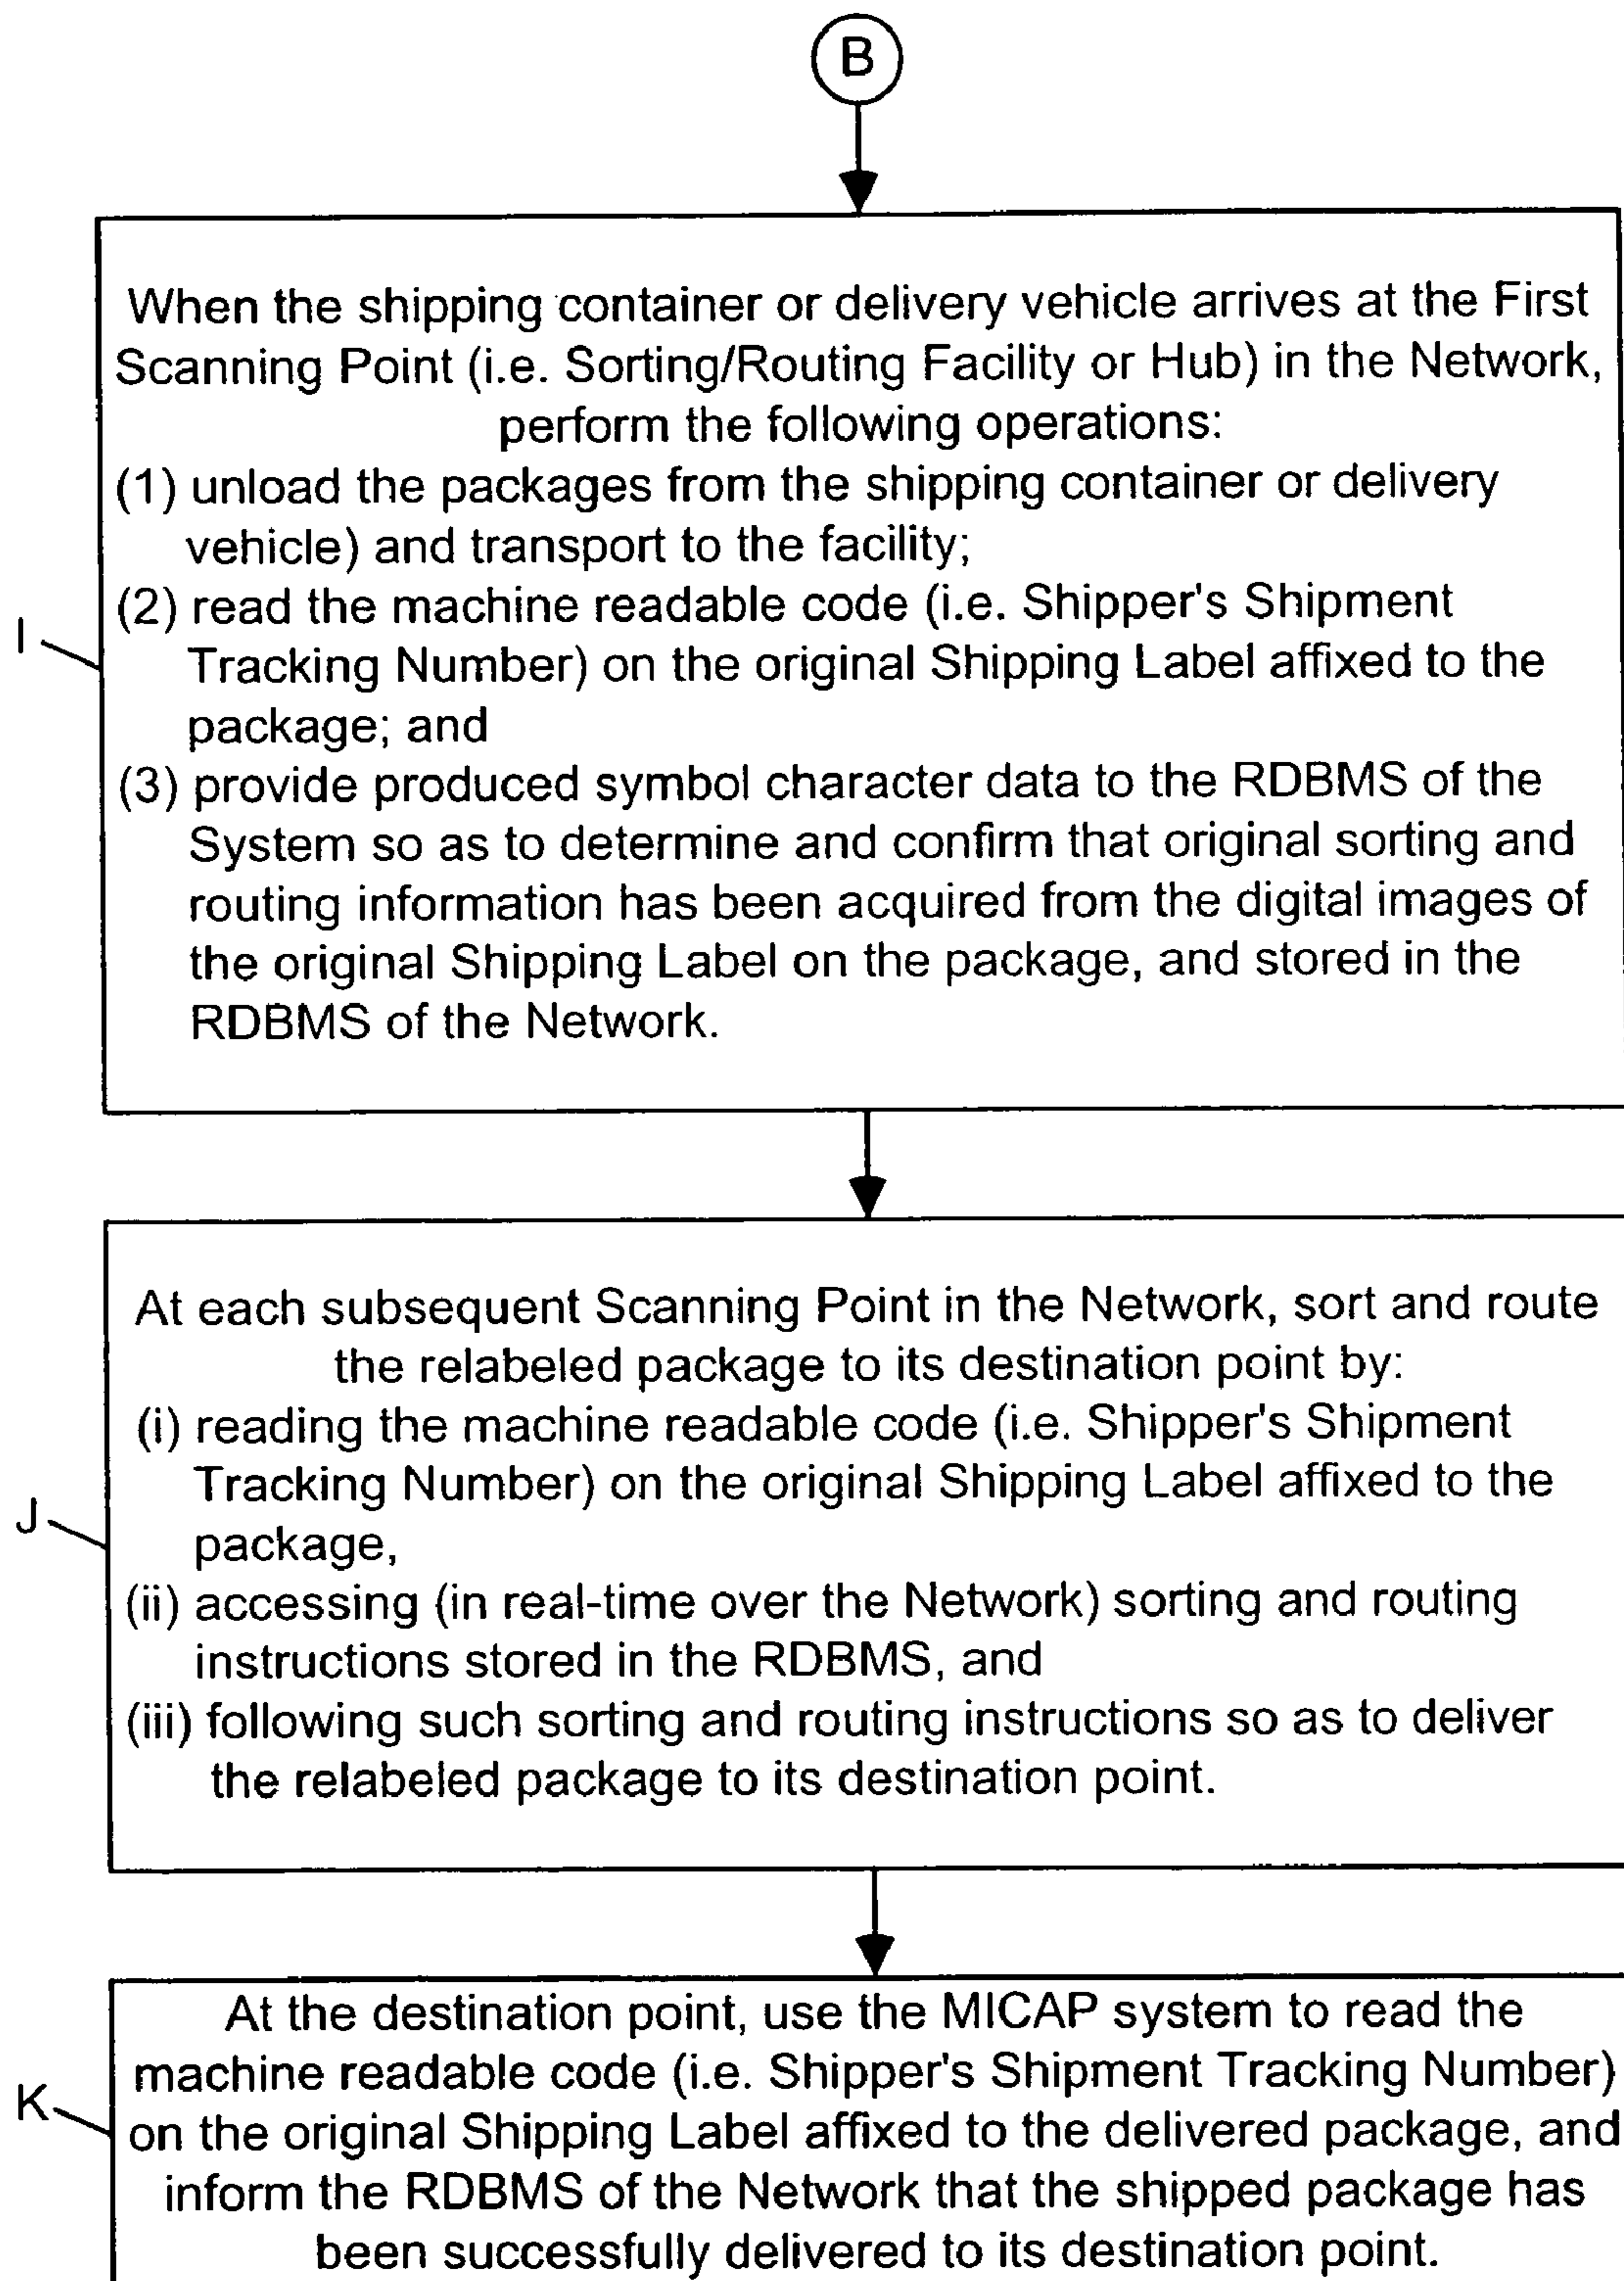 B
When the shipping container or delivery vehicle arrives at the First
Scanning Point (i.e. Sorting/Routing Facility or Hub) in the Network,
perform the following operations:
(1) unload the packages from the shipping container or delivery
vehicle) and transport to the facility;
(2) read the machine readable code (i.e. Shipper's Shipment
Tracking Number) on the original Shipping Label affixed to the
package; and
(3) provide produced symbol character data to the RDBMS of the
System so as to determine and confirm that original sorting and
routing information has been acquired from the digital images of
the original Shipping Label on the package, and stored in the
RDBMS of the Network.
I
At each subsequent Scanning Point in the Network, sort and route
the relabeled package to its destination point by:
(i) reading the machine readable code (i.e. Shipper's Shipment
Tracking Number) on the original Shipping Label affixed to the
package,
(ii) accessing (in real-time over the Network) sorting and routing
instructions stored in the RDBMS, and
(iii) following such sorting and routing instructions so as to deliver
the relabeled package to its destination point.
J
At the destination point, use the MICAP system to read the
machine readable code (i.e. Shipper's Shipment Tracking Number)
on the original Shipping Label affixed to the delivered package, and
inform the RDBMS of the Network that the shipped package has
been successfully delivered to its destination point.
K